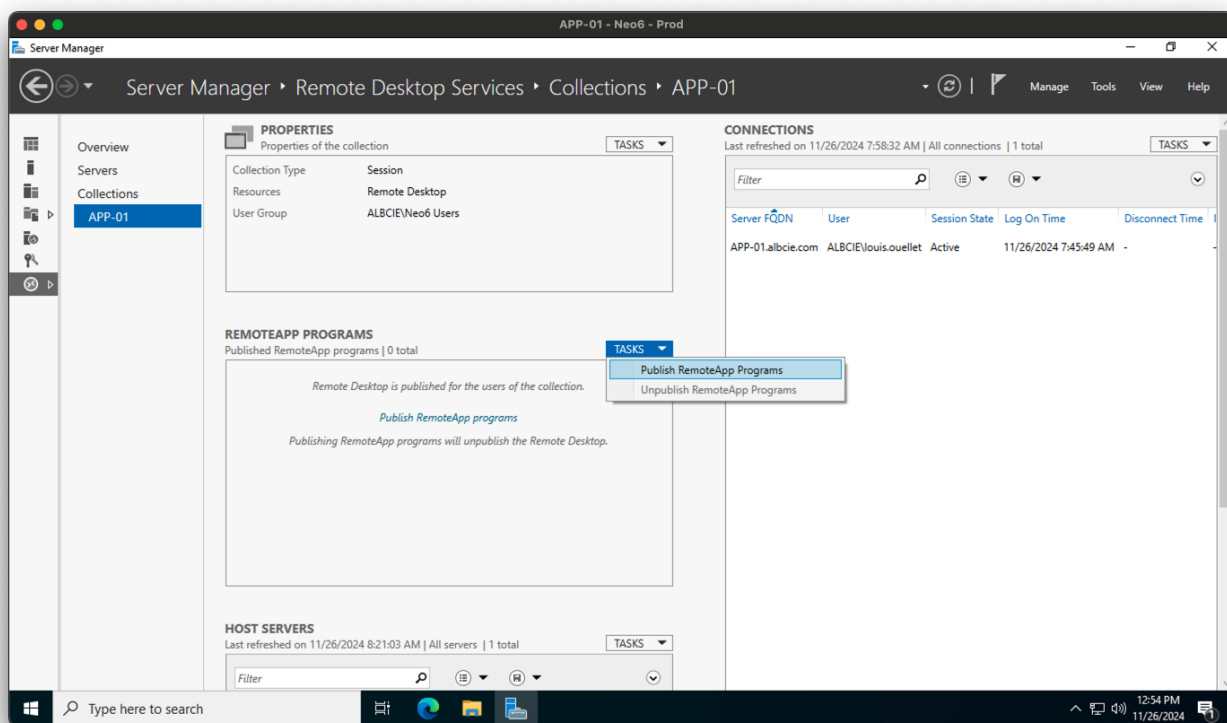 APP-01 - Neo6 - Prod
Server Manager
Server Manager ‣ Remote Desktop Services ‣ Collections ‣ APP-01
Manage Tools View Help
Overview
Servers
Collections
APP-01
PROPERTIES
Properties of the collection
TASKS
Collection Type Session
Resources Remote Desktop
User Group ALBCIE\Neo6 Users
REMOTEAPP PROGRAMS
Published RemoteApp programs | 0 total
TASKS
Publish RemoteApp Programs
Unpublish RemoteApp Programs
Remote Desktop is published for the users of the collection.
Publish RemoteApp programs
Publishing RemoteApp programs will unpublish the Remote Desktop.
HOST SERVERS
Last refreshed on 11/26/2024 8:21:03 AM | All servers | 1 total
TASKS
Filter
CONNECTIONS
Last refreshed on 11/26/2024 7:58:32 AM | All connections | 1 total
TASKS
Filter
Server FQDN User Session State Log On Time Disconnect Time
APP-01.albcie.com ALBCIE\louis.ouellet Active 11/26/2024 7:45:49 AM - -
Type here to search
12:54 PM
11/26/2024
1